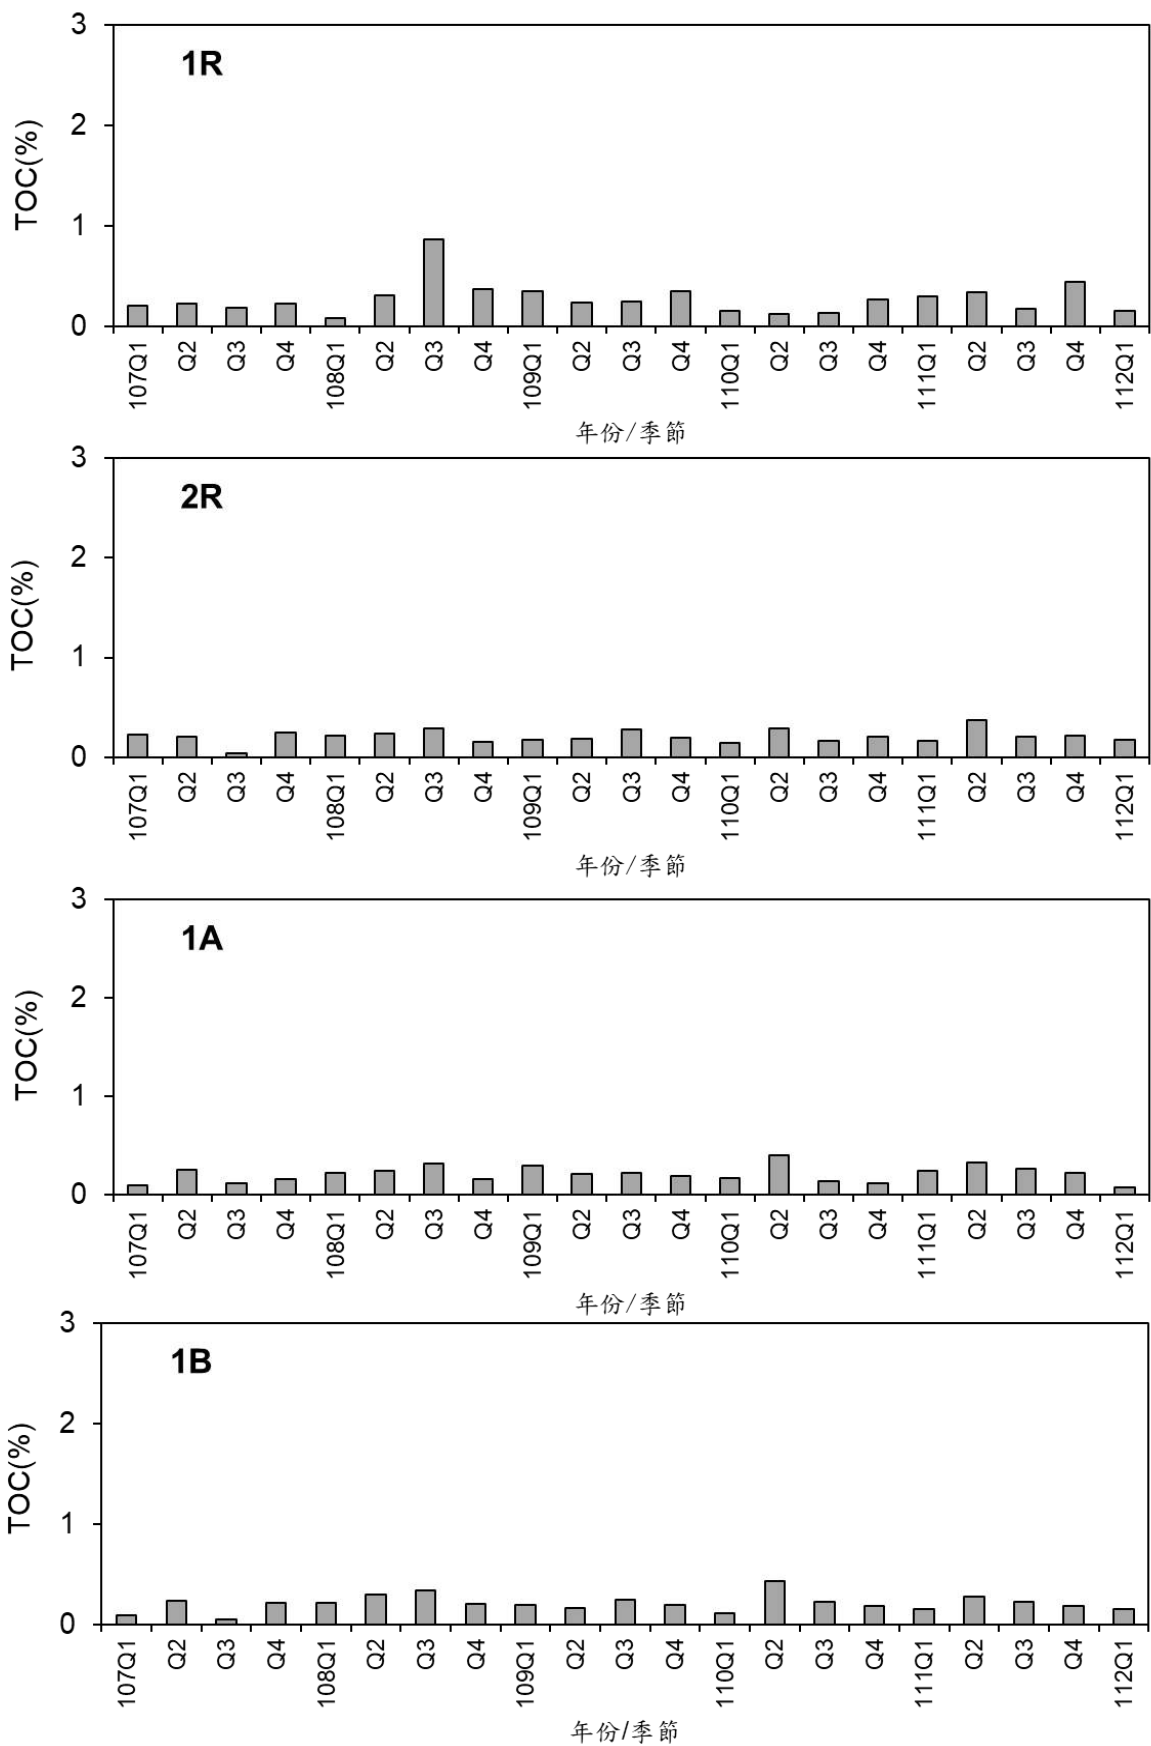 3
1R
2
TOC(%)
1
0
107Q1 Q2 Q3 Q4 108Q1 Q2 Q3 Q4 109Q1 Q2 Q3 Q4 110Q1 Q2 Q3 Q4 111Q1 Q2 Q3 Q4 112Q1
年份/季節
3
2R
2
TOC(%)
1
0
107Q1 Q2 Q3 Q4 108Q1 Q2 Q3 Q4 109Q1 Q2 Q3 Q4 110Q1 Q2 Q3 Q4 111Q1 Q2 Q3 Q4 112Q1
年份/季節
3
1A
2
TOC(%)
1
0
107Q1 Q2 Q3 Q4 108Q1 Q2 Q3 Q4 109Q1 Q2 Q3 Q4 110Q1 Q2 Q3 Q4 111Q1 Q2 Q3 Q4 112Q1
年份/季節
3
1B
2
TOC(%)
1
0
107Q1 Q2 Q3 Q4 108Q1 Q2 Q3 Q4 109Q1 Q2 Q3 Q4 110Q1 Q2 Q3 Q4 111Q1 Q2 Q3 Q4 112Q1
年份/季節